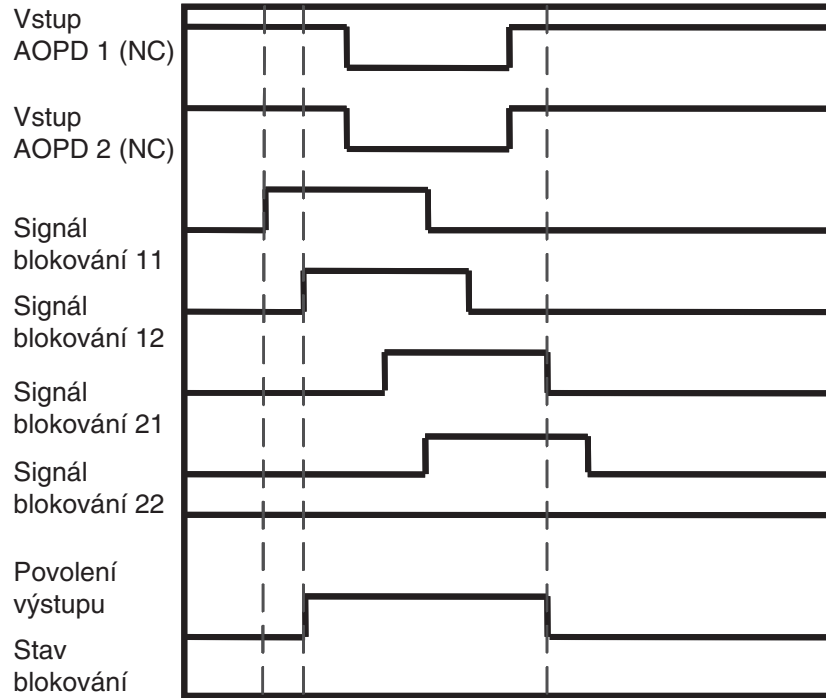 Vstup
AOPD 1 (NC)
Vstup
AOPD 2 (NC)
Signál
blokování 11
Signál
blokování 12
Signál
blokování 21
Signál
blokování 22
Povolení
výstupu
Stav
blokování